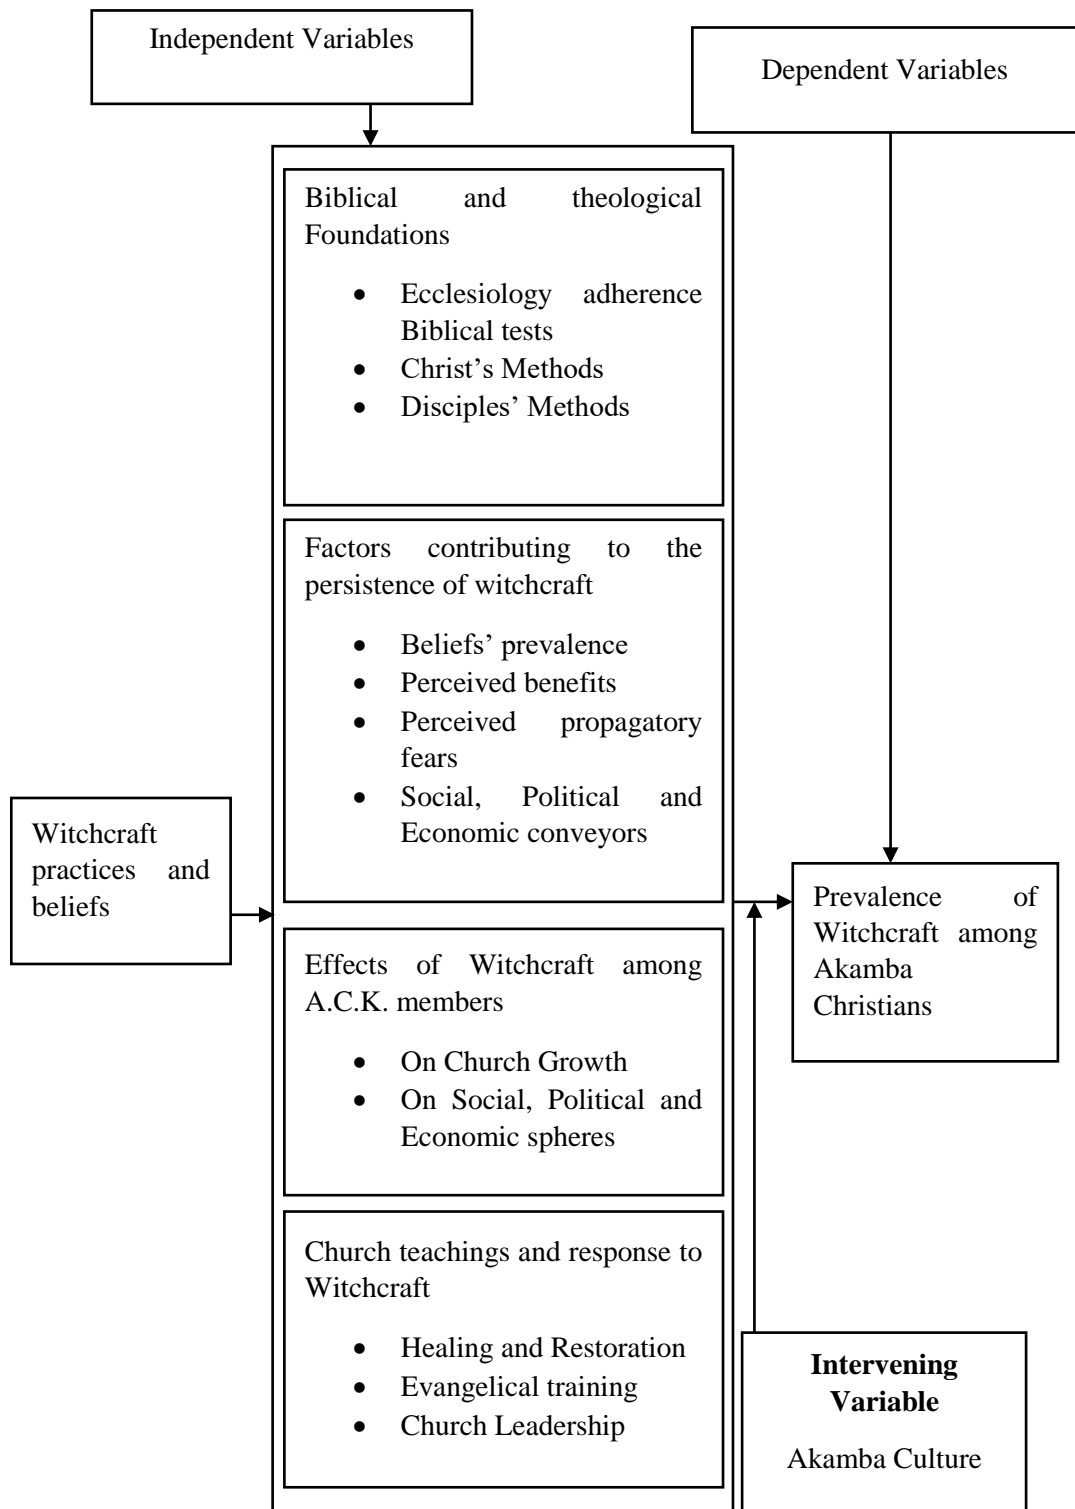 Independent Variables
Dependent Variables
Biblical and theological
Foundations
• Ecclesiology adherence
Biblical tests
• Christ’s Methods
• Disciples’ Methods
Factors contributing to the
persistence of witchcraft
• Beliefs’ prevalence
• Perceived benefits
• Perceived propagatory
fears
• Social, Political and
Economic conveyors
Witchcraft
practices and
beliefs
Prevalence of
Witchcraft among
Akamba
Christians
Effects of Witchcraft among
A.C.K. members
• On Church Growth
• On Social, Political and
Economic spheres
Church teachings and response to
Witchcraft
• Healing and Restoration
• Evangelical training
• Church Leadership
Intervening
Variable
Akamba Culture